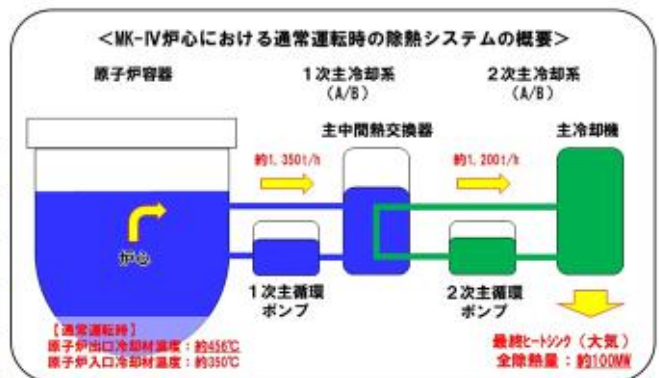 ＜MK-Ⅳ炉心における通常運転時の除熱システムの概要＞
原子炉容器
１次主冷却系
(A/B)
２次主冷却系
(A/B)
主中間熱交換器
主冷却機
約1,350t/h
約1,200t/h
炉心
１次主循環
ポンプ
２次主循環
ポンプ
【通常運転時】
原子炉出口冷却材温度：約456℃
原子炉入口冷却材温度：約350℃
最終ヒートシンク（大気）
全除熱量：約100MW